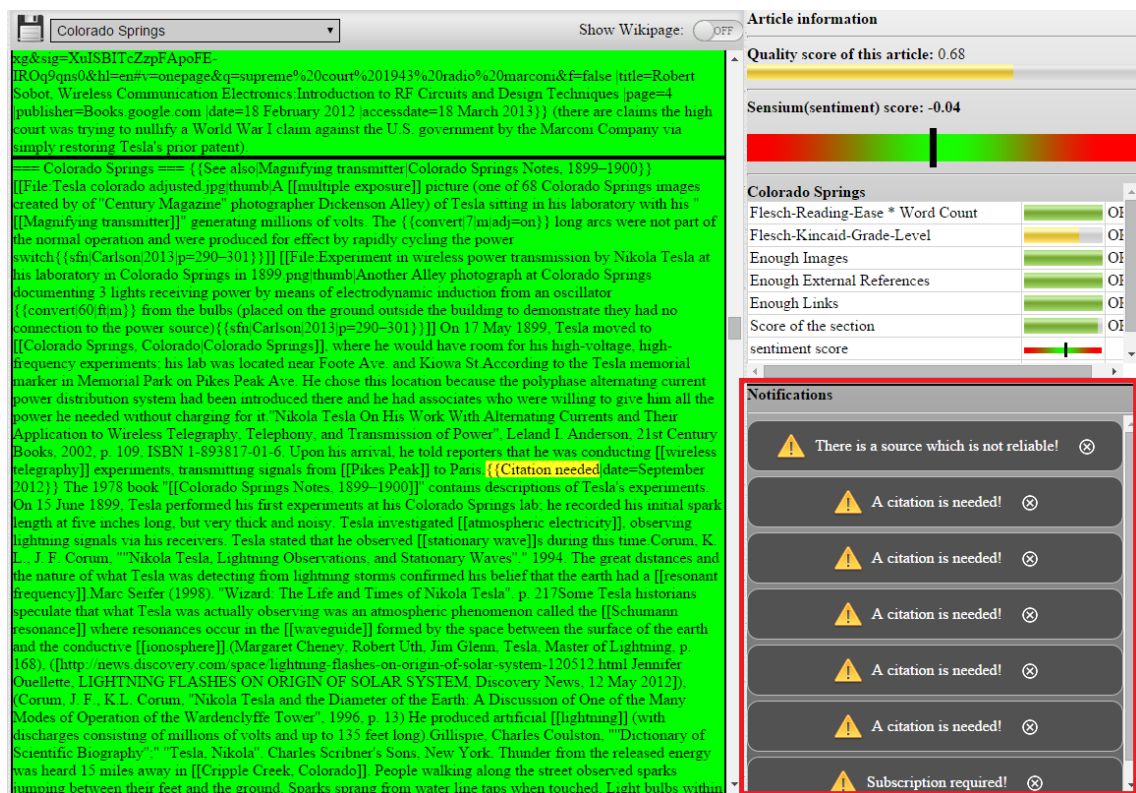 Colorado Springs
Show Wikipage: OFF
xg&sig=XuISBITcZzpFApoFE-
IROq9qns0&hl=en#v=onepage&q=supreme%20court%201943%20radio%20marconi&f=false |title=Robert
Sobot, Wireless Communication Electronics:Introduction to RF Circuits and Design Techniques |page=4
|publisher=Books.google.com |date=18 February 2012 |accessdate=18 March 2013}} (there are claims the high
court was trying to nullify a World War I claim against the U.S. government by the Marconi Company via
simply restoring Tesla's prior patent).
=== Colorado Springs === {{See also|Magnifying transmitter|Colorado Springs Notes, 1899–1900}}
[[File:Tesla colorado adjusted.jpg|thumb|A [[multiple exposure]] picture (one of 68 Colorado Springs images
created by of "Century Magazine" photographer Dickenson Alley) of Tesla sitting in his laboratory with his "
[[Magnifying transmitter]]" generating millions of volts. The {{convert|7|m|adj=on}} long arcs were not part of
the normal operation and were produced for effect by rapidly cycling the power
switch{{sfn|Carlson|2013|p=290–301}}]] [[File:Experiment in wireless power transmission by Nikola Tesla at
his laboratory in Colorado Springs in 1899.png|thumb|Another Alley photograph at Colorado Springs
documenting 3 lights receiving power by means of electrodynamic induction from an oscillator
{{convert|60|ft|m}} from the bulbs (placed on the ground outside the building to demonstrate they had no
connection to the power source){{sfn|Carlson|2013|p=290–301}}]] On 17 May 1899, Tesla moved to
[[Colorado Springs, Colorado|Colorado Springs]], where he would have room for his high-voltage, high-
frequency experiments; his lab was located near Foote Ave. and Kiowa St.According to the Tesla memorial
marker in Memorial Park on Pikes Peak Ave. He chose this location because the polyphase alternating current
power distribution system had been introduced there and he had associates who were willing to give him all the
power he needed without charging for it."Nikola Tesla On His Work With Alternating Currents and Their
Application to Wireless Telegraphy, Telephony, and Transmission of Power", Leland I. Anderson, 21st Century
Books, 2002, p. 109, ISBN 1-893817-01-6. Upon his arrival, he told reporters that he was conducting [[wireless
telegraphy]] experiments, transmitting signals from [[Pikes Peak]] to Paris.{{Citation needed|date=September
2012}} The 1978 book "[[Colorado Springs Notes, 1899–1900]]" contains descriptions of Tesla's experiments.
On 15 June 1899, Tesla performed his first experiments at his Colorado Springs lab; he recorded his initial spark
length at five inches long, but very thick and noisy. Tesla investigated [[atmospheric electricity]], observing
lightning signals via his receivers. Tesla stated that he observed [[stationary wave]]s during this time.Corum, K.
L., J. F. Corum, ""Nikola Tesla, Lightning Observations, and Stationary Waves"." 1994. The great distances and
the nature of what Tesla was detecting from lightning storms confirmed his belief that the earth had a [[resonant
frequency]].Marc Seifer (1998). "Wizard: The Life and Times of Nikola Tesla". p. 217Some Tesla historians
speculate that what Tesla was actually observing was an atmospheric phenomenon called the [[Schumann
resonance]] where resonances occur in the [[waveguide]] formed by the space between the surface of the earth
and the conductive [[ionosphere]].(Margaret Cheney, Robert Uth, Jim Glenn, Tesla, Master of Lightning, p.
168), ([http://news.discovery.com/space/lightning-flashes-on-origin-of-solar-system-120512.html Jennifer
Ouellette, LIGHTNING FLASHES ON ORIGIN OF SOLAR SYSTEM, Discovery News, 12 May 2012]),
(Corum, J. F., K.L. Corum, "Nikola Tesla and the Diameter of the Earth: A Discussion of One of the Many
Modes of Operation of the Wardenclyffe Tower", 1996, p. 13) He produced artificial [[lightning]] (with
discharges consisting of millions of volts and up to 135 feet long).Gillispie, Charles Coulston, ""Dictionary of
Scientific Biography";" "Tesla, Nikola". Charles Scribner's Sons, New York. Thunder from the released energy
was heard 15 miles away in [[Cripple Creek, Colorado]]. People walking along the street observed sparks
jumping between their feet and the ground. Sparks sprang from water line taps when touched. Light bulbs within
Article information
Quality score of this article: 0.68
Sensium(sentiment) score: -0.04
Colorado Springs
Flesch-Reading-Ease * Word Count
Flesch-Kincaid-Grade-Level
Enough Images
Enough External References
Enough Links
Score of the section
sentiment score
Notifications
There is a source which is not reliable!
A citation is needed!
A citation is needed!
A citation is needed!
A citation is needed!
A citation is needed!
Subscription required!